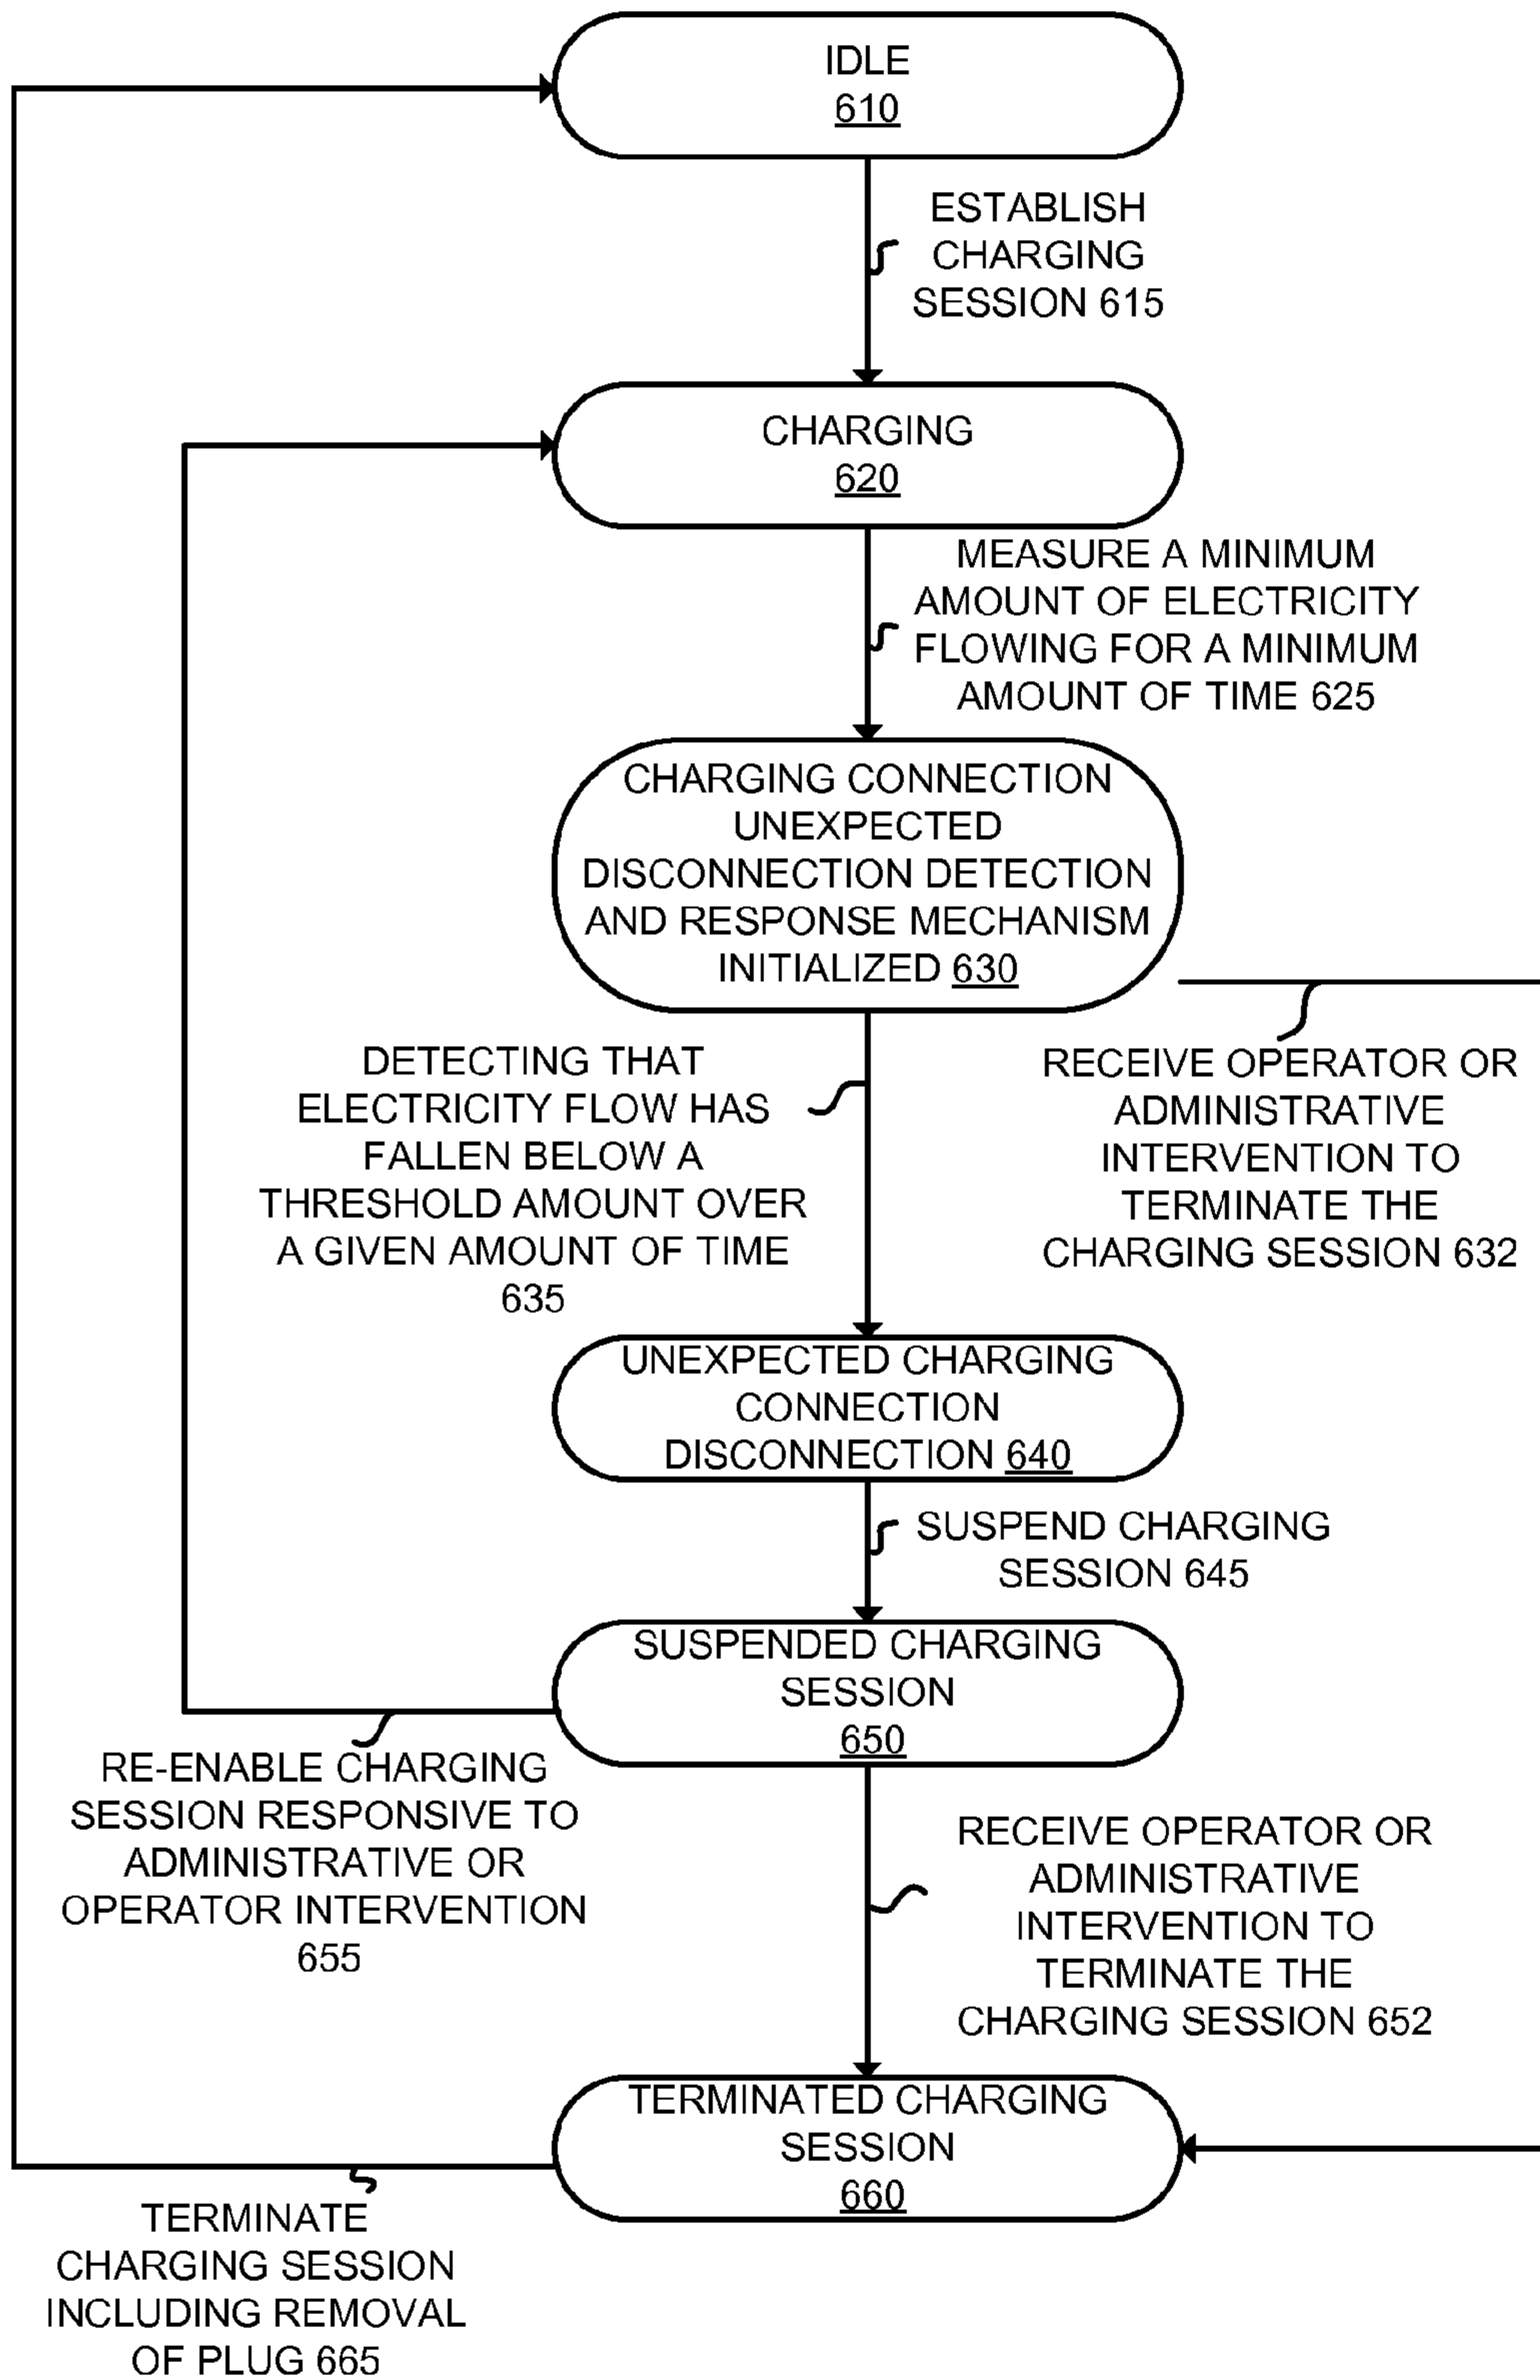 IDLE
610
ESTABLISH
CHARGING
SESSION 615
CHARGING
620
MEASURE A MINIMUM
AMOUNT OF ELECTRICITY
FLOWING FOR A MINIMUM
AMOUNT OF TIME 625
CHARGING CONNECTION
UNEXPECTED
DISCONNECTION DETECTION
AND RESPONSE MECHANISM
INITIALIZED 630
DETECTING THAT
ELECTRICITY FLOW HAS
FALLEN BELOW A
THRESHOLD AMOUNT OVER
A GIVEN AMOUNT OF TIME
635
RECEIVE OPERATOR OR
ADMINISTRATIVE
INTERVENTION TO
TERMINATE THE
CHARGING SESSION 632
UNEXPECTED CHARGING
CONNECTION
DISCONNECTION 640
SUSPEND CHARGING
SESSION 645
SUSPENDED CHARGING
SESSION
650
RE-ENABLE CHARGING
SESSION RESPONSIVE TO
ADMINISTRATIVE OR
OPERATOR INTERVENTION
655
RECEIVE OPERATOR OR
ADMINISTRATIVE
INTERVENTION TO
TERMINATE THE
CHARGING SESSION 652
TERMINATED CHARGING
SESSION
660
TERMINATE
CHARGING SESSION
INCLUDING REMOVAL
OF PLUG 665